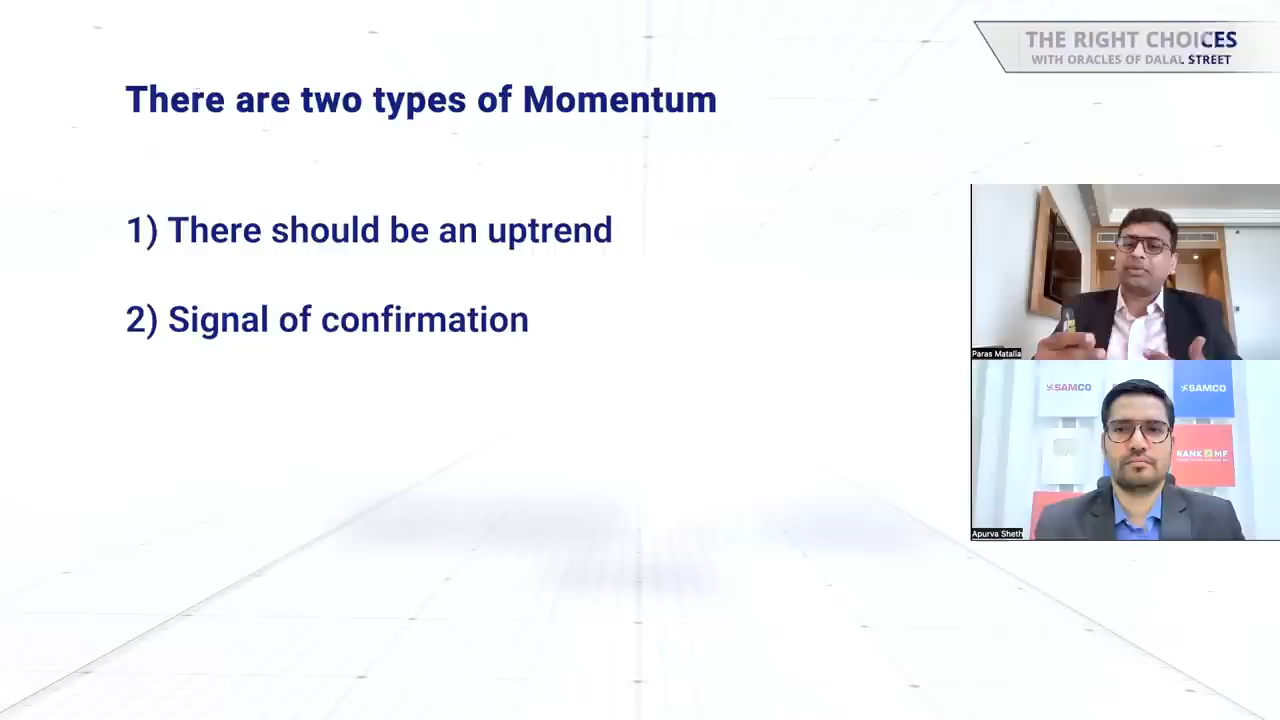 THE RIGHT CHOICES
WITH ORACLES OF DALAL STREET
There are two types of Momentum
1) There should be an uptrend
2) Signal of confirmation
Paras Matalia
SAMCO
SAMCO
RANK MF
Apurva Sheth